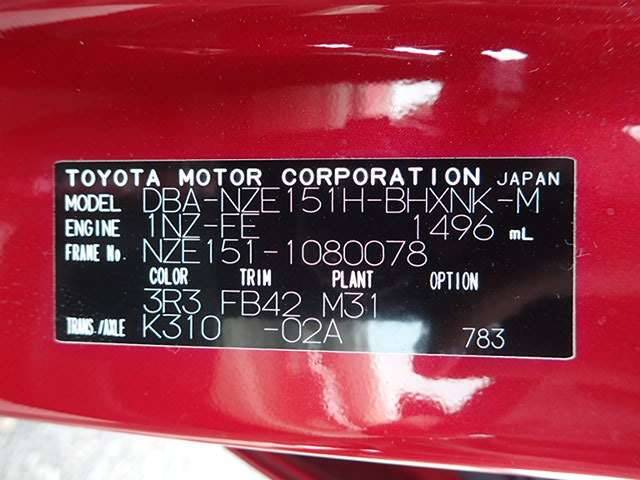 TOYOTA MOTOR CORPORATION JAPAN
MODEL DBA-NZE151H-BHXNK-M
ENGINE 1NZ-FE 1496 mL
FRAME No. NZE151-1080078
COLOR TRIM PLANT OPTION
3R3 FB42 M31
TRANS./AXLE K310 -02A 783